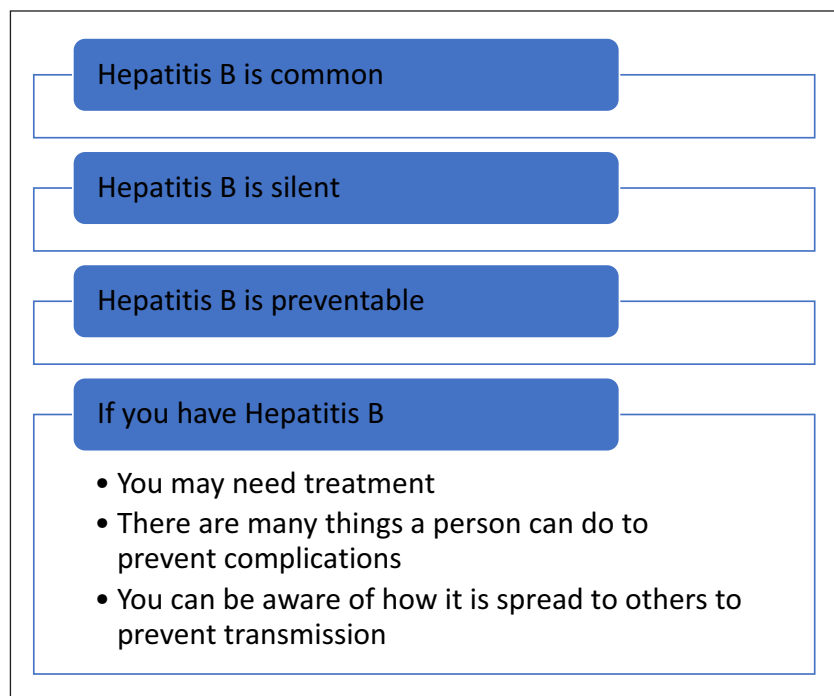 Hepatitis B is common
Hepatitis B is silent
Hepatitis B is preventable
If you have Hepatitis B
• You may need treatment
• There are many things a person can do to
prevent complications
• You can be aware of how it is spread to others to
prevent transmission